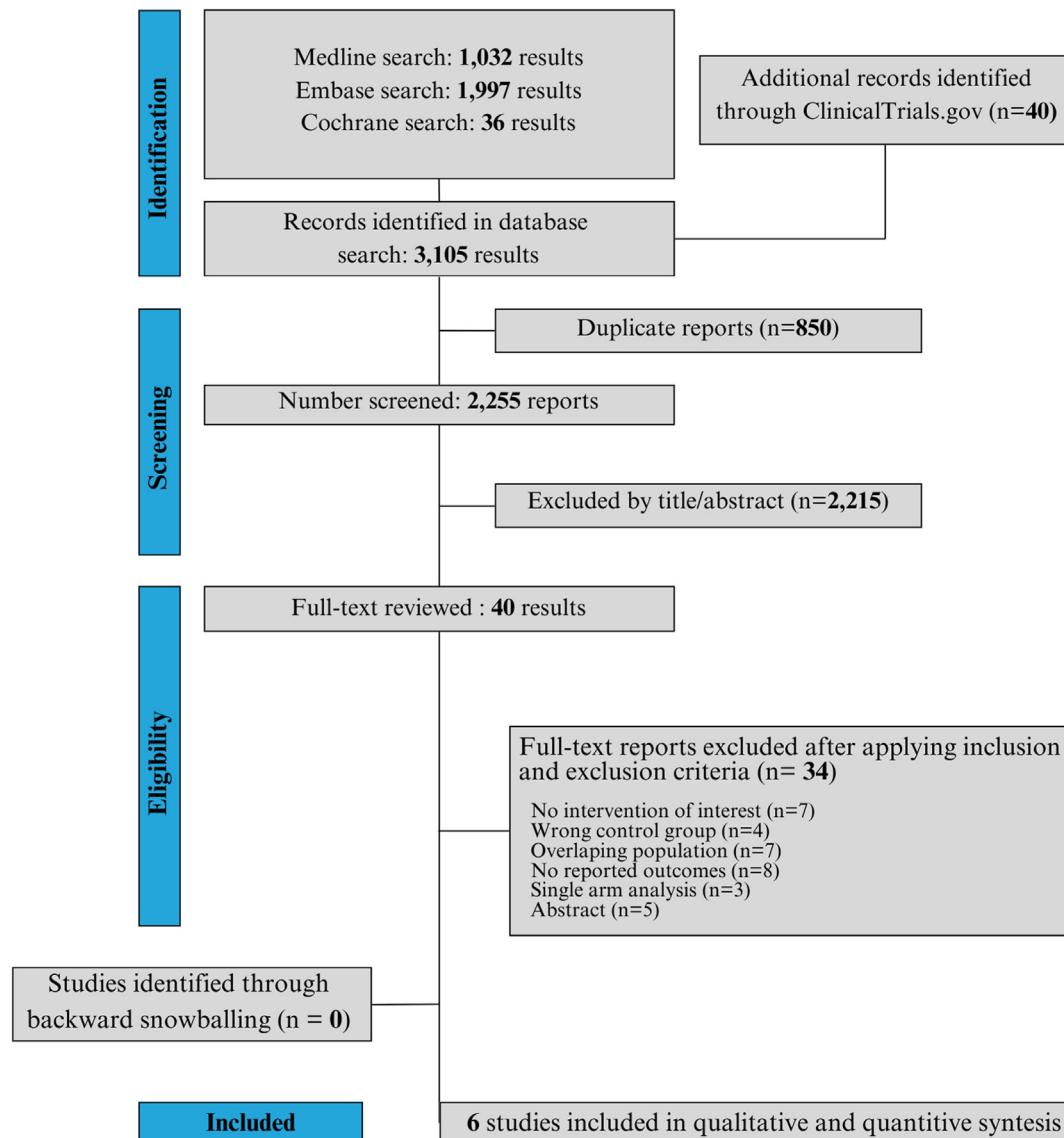 Identification
Medline search: 1,032 results
Embase search: 1,997 results
Cochrane search: 36 results
Additional records identified
through ClinicalTrials.gov (n=40)
Records identified in database
search: 3,105 results
Screening
Duplicate reports (n=850)
Number screened: 2,255 reports
Excluded by title/abstract (n=2,215)
Eligibility
Full-text reviewed : 40 results
Full-text reports excluded after applying inclusion
and exclusion criteria (n= 34)
No intervention of interest (n=7)
Wrong control group (n=4)
Overlaping population (n=7)
No reported outcomes (n=8)
Single arm analysis (n=3)
Abstract (n=5)
Studies identified through
backward snowballing (n = 0)
Included
6 studies included in qualitative and quantitive syntesis